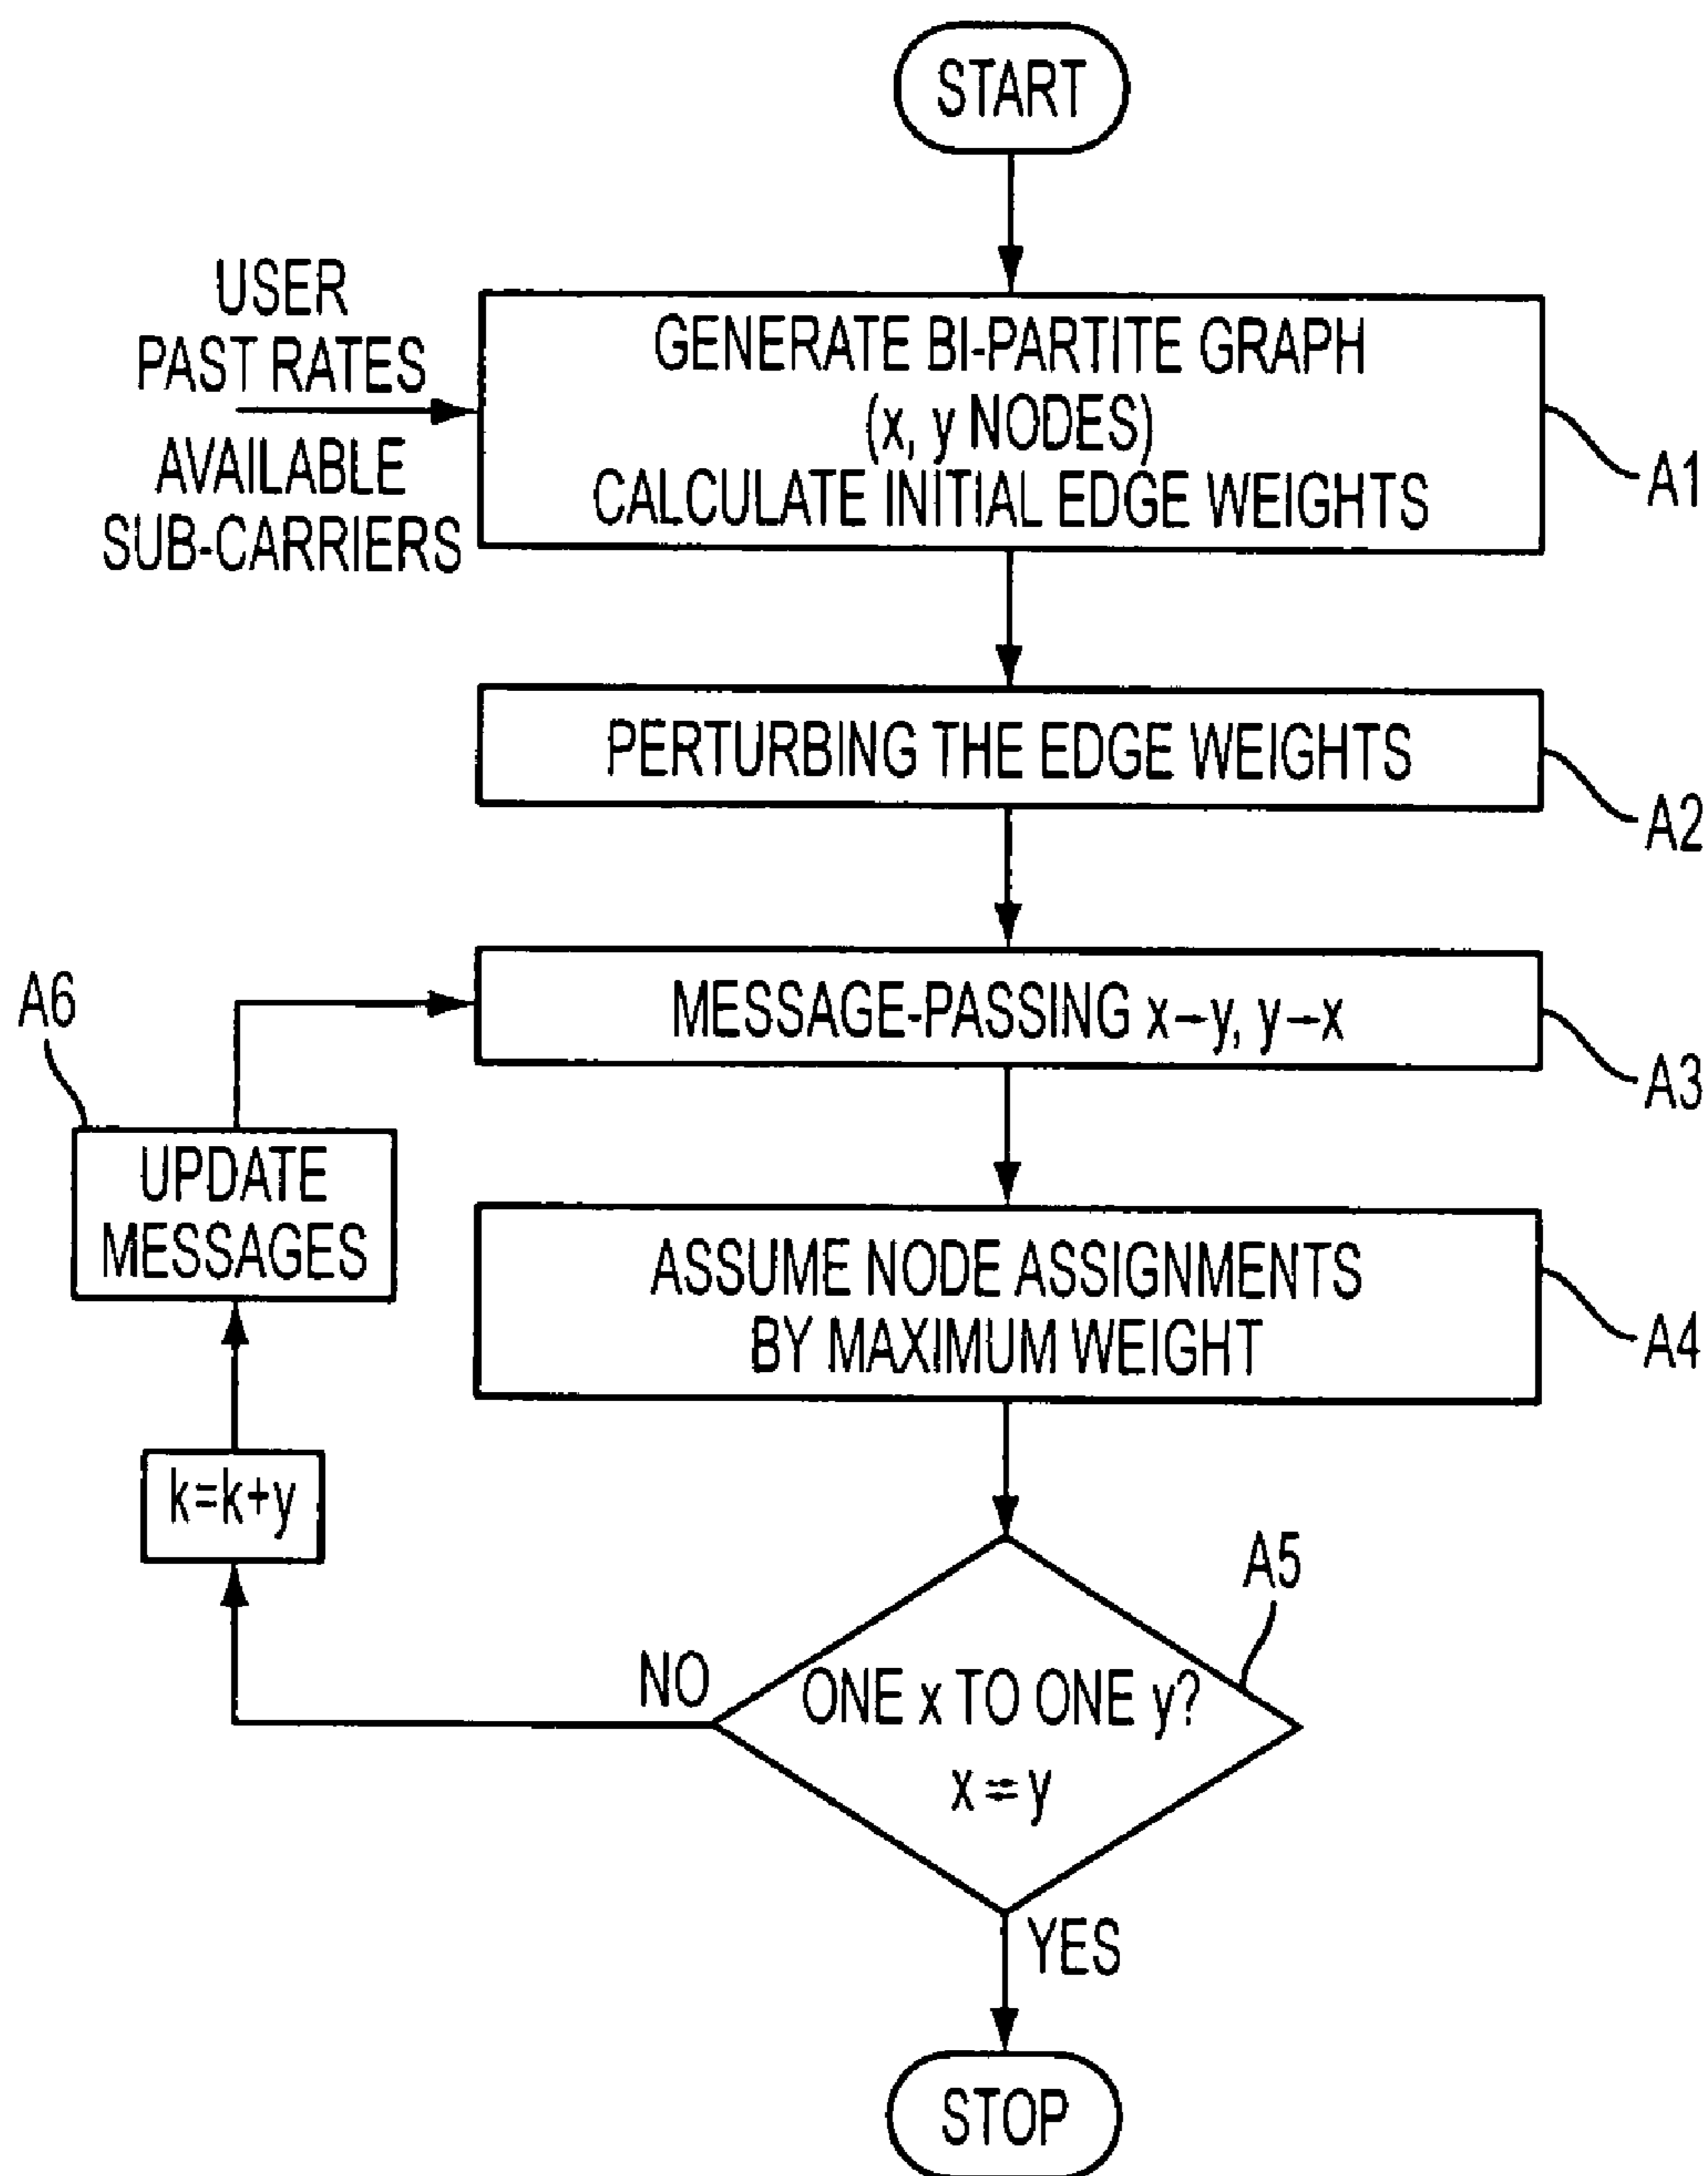 START
USER
PAST RATES
AVAILABLE
SUB-CARRIERS
GENERATE BI-PARTITE GRAPH
(x, y NODES)
CALCULATE INITIAL EDGE WEIGHTS
A1
PERTURBING THE EDGE WEIGHTS
A2
MESSAGE-PASSING x→y, y→x
A3
A6
UPDATE
MESSAGES
ASSUME NODE ASSIGNMENTS
BY MAXIMUM WEIGHT
A4
k=k+y
A5
NO
ONE x TO ONE y?
x ⇌ y
YES
STOP